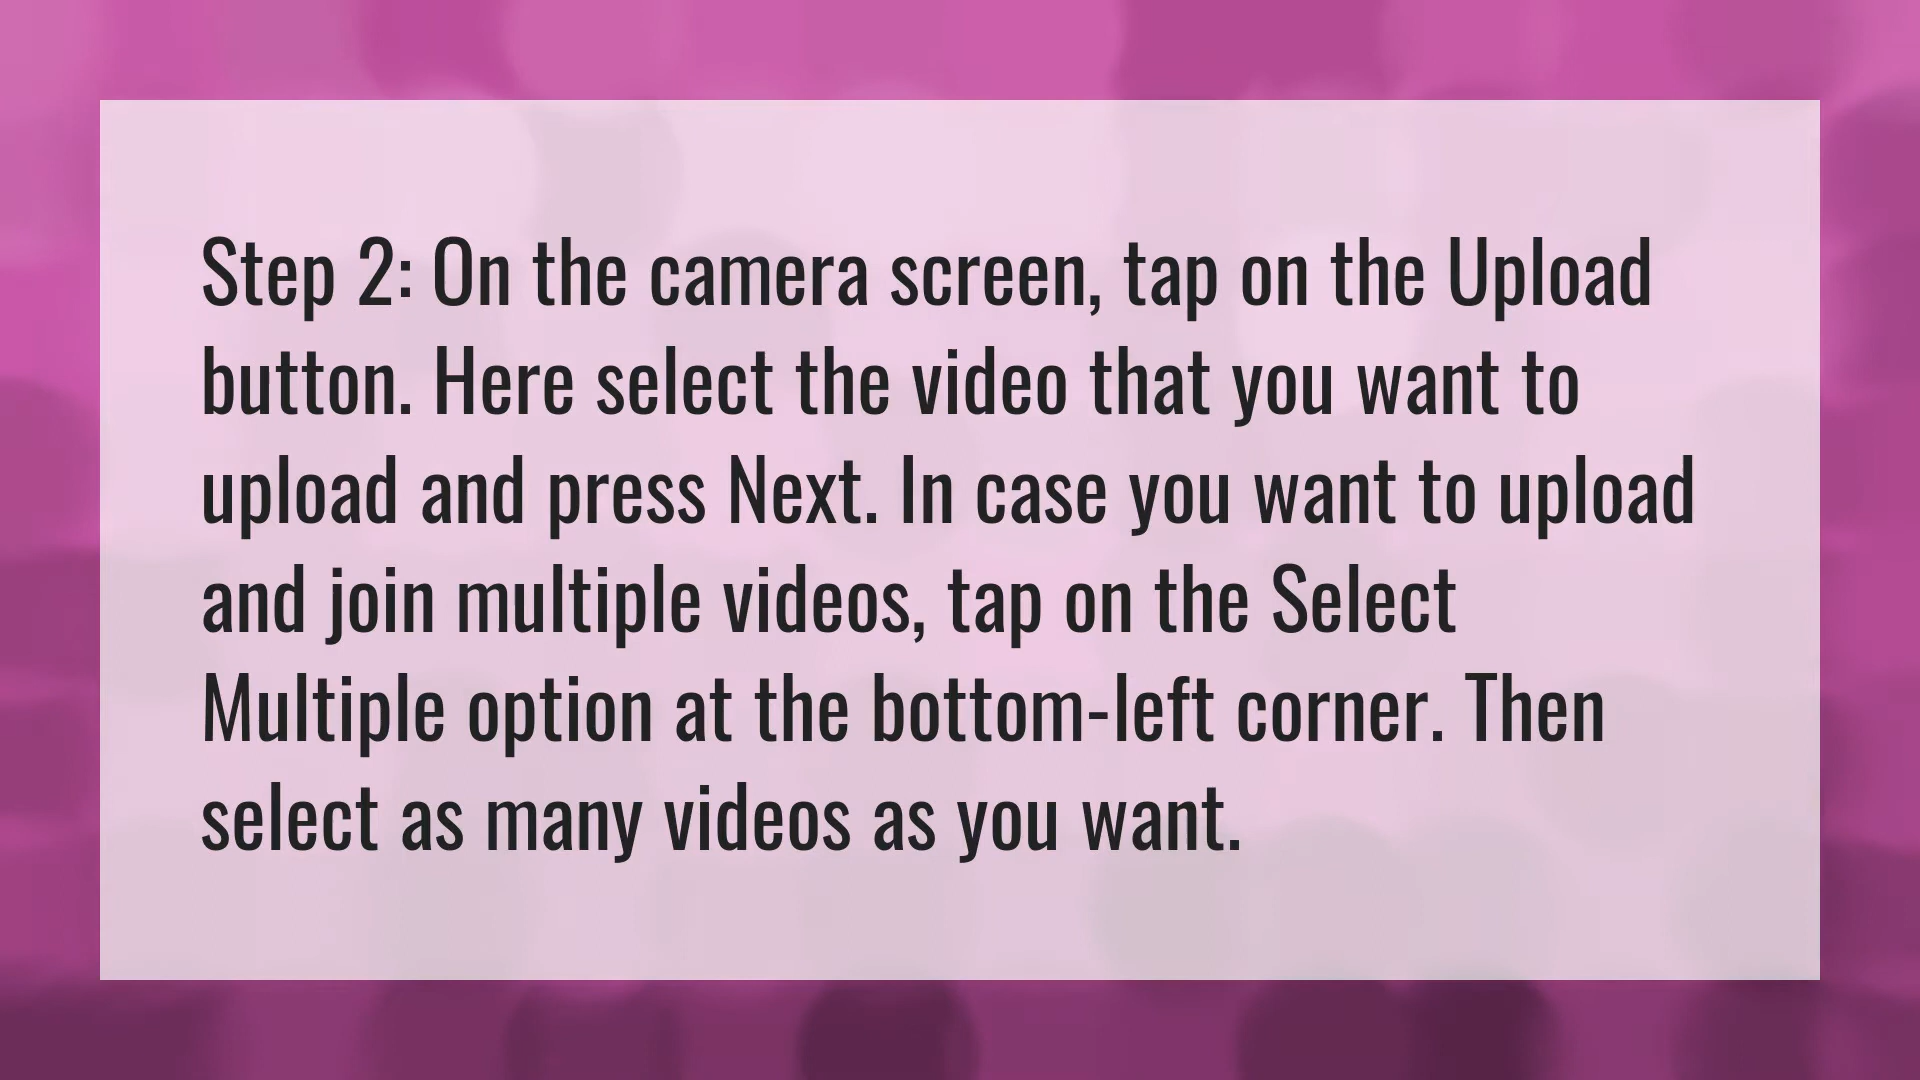 Step 2: On the camera screen, tap on the Upload
button. Here select the video that you want to
upload and press Next. In case you want to upload
and join multiple videos, tap on the Select
Multiple option at the bottom-left corner. Then
select as many videos as you want.